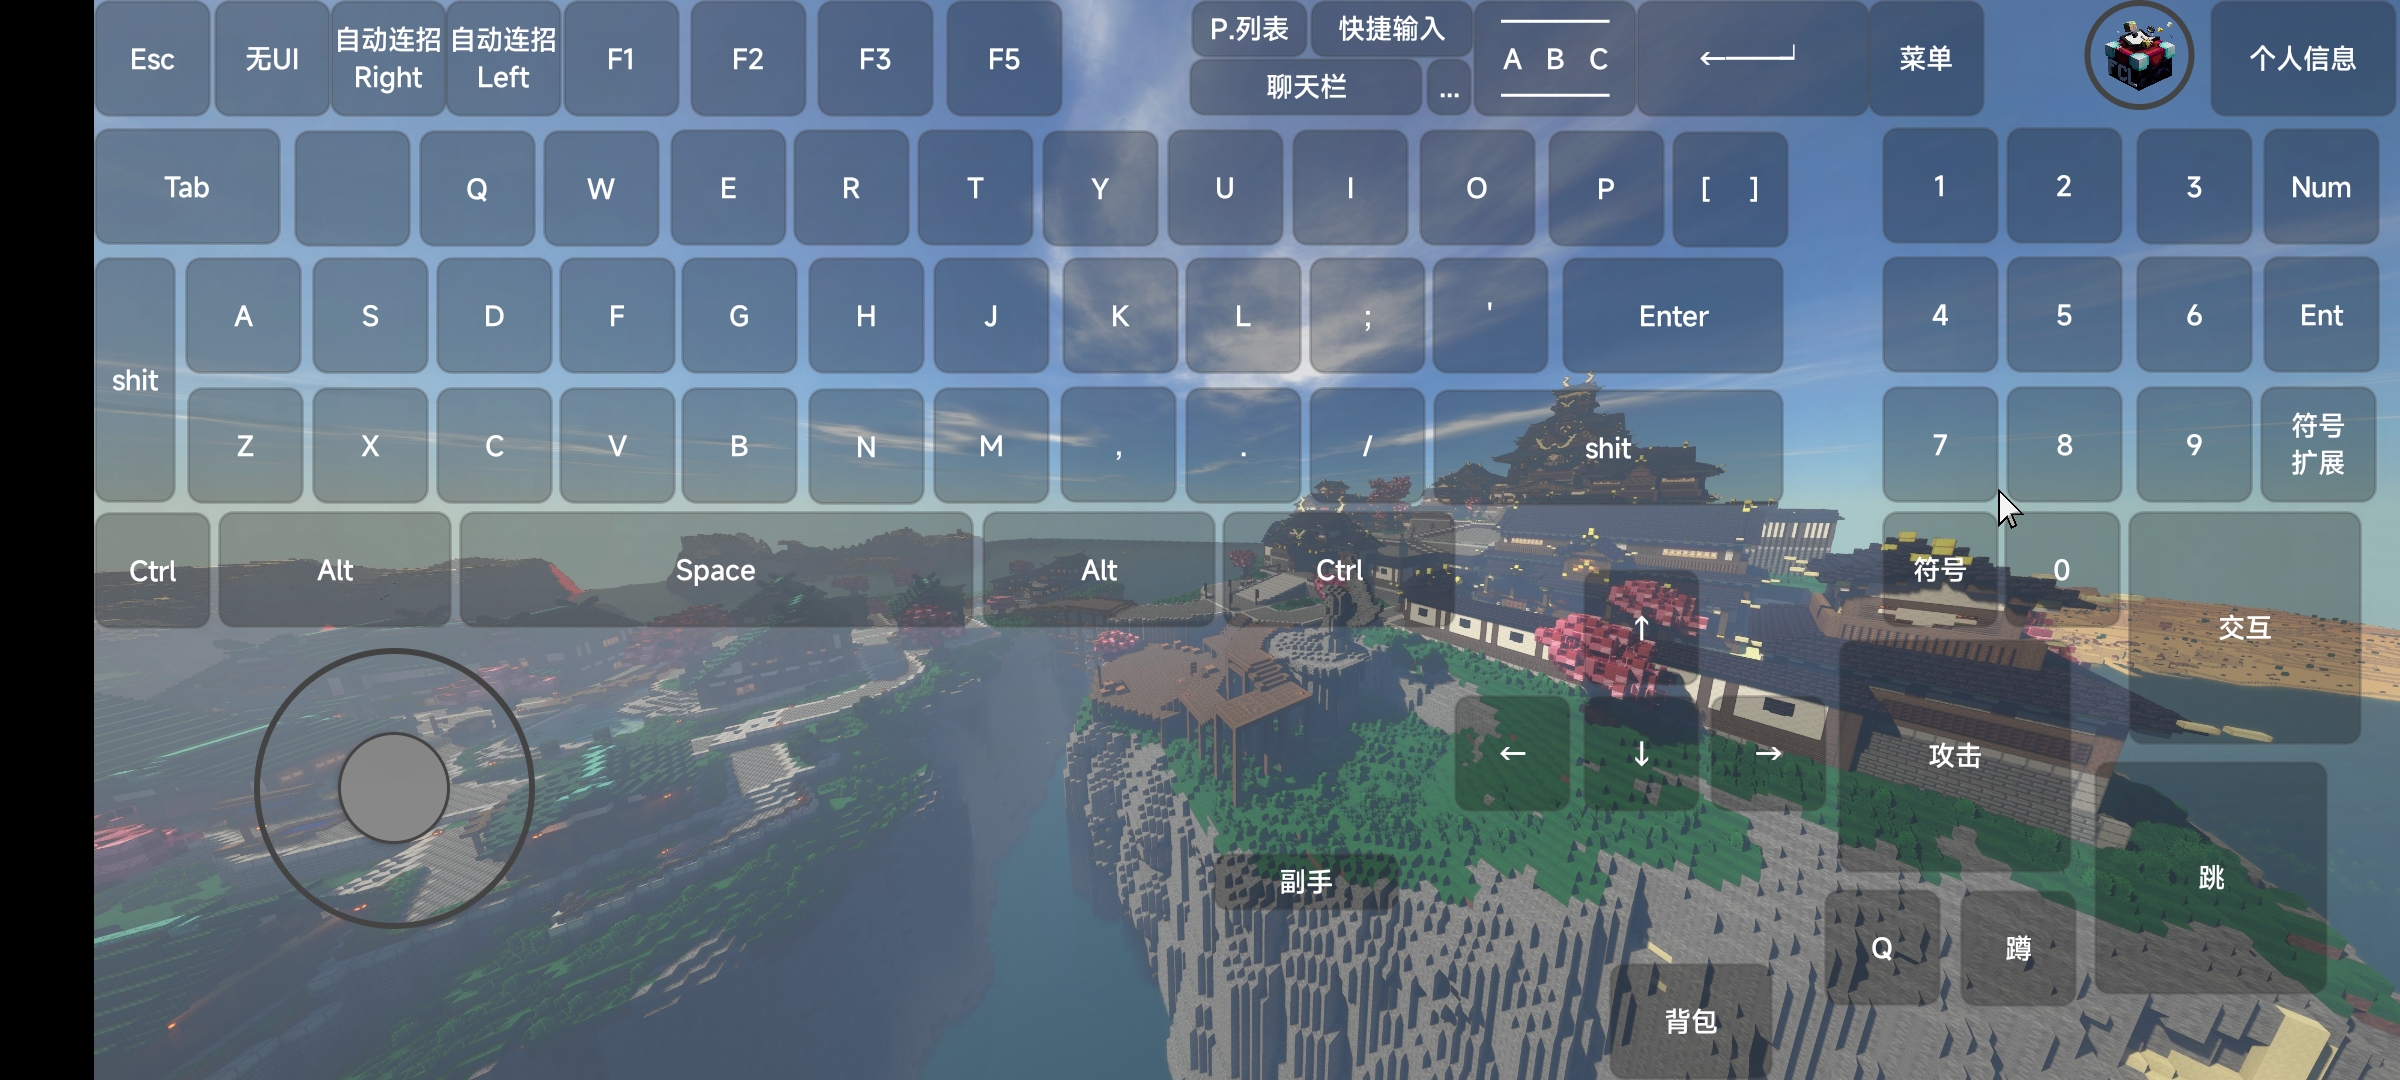 Esc
无UI
自动连招
Right
自动连招
Left
F1
F2
F3
F5
P.列表
快捷输入
聊天栏
...
A B C
←
菜单
FCL
个人信息
Tab
Q
W
E
R
T
Y
U
I
O
P
[ ]
1
2
3
Num
shit
A
S
D
F
G
H
J
K
L
;
'
Enter
4
5
6
Ent
Z
X
C
V
B
N
M
,
.
/
shit
7
8
9
符号
扩展
Ctrl
Alt
Space
Alt
Ctrl
符号
0
交互
↑
←
↓
→
攻击
副手
跳
Q
蹲
背包